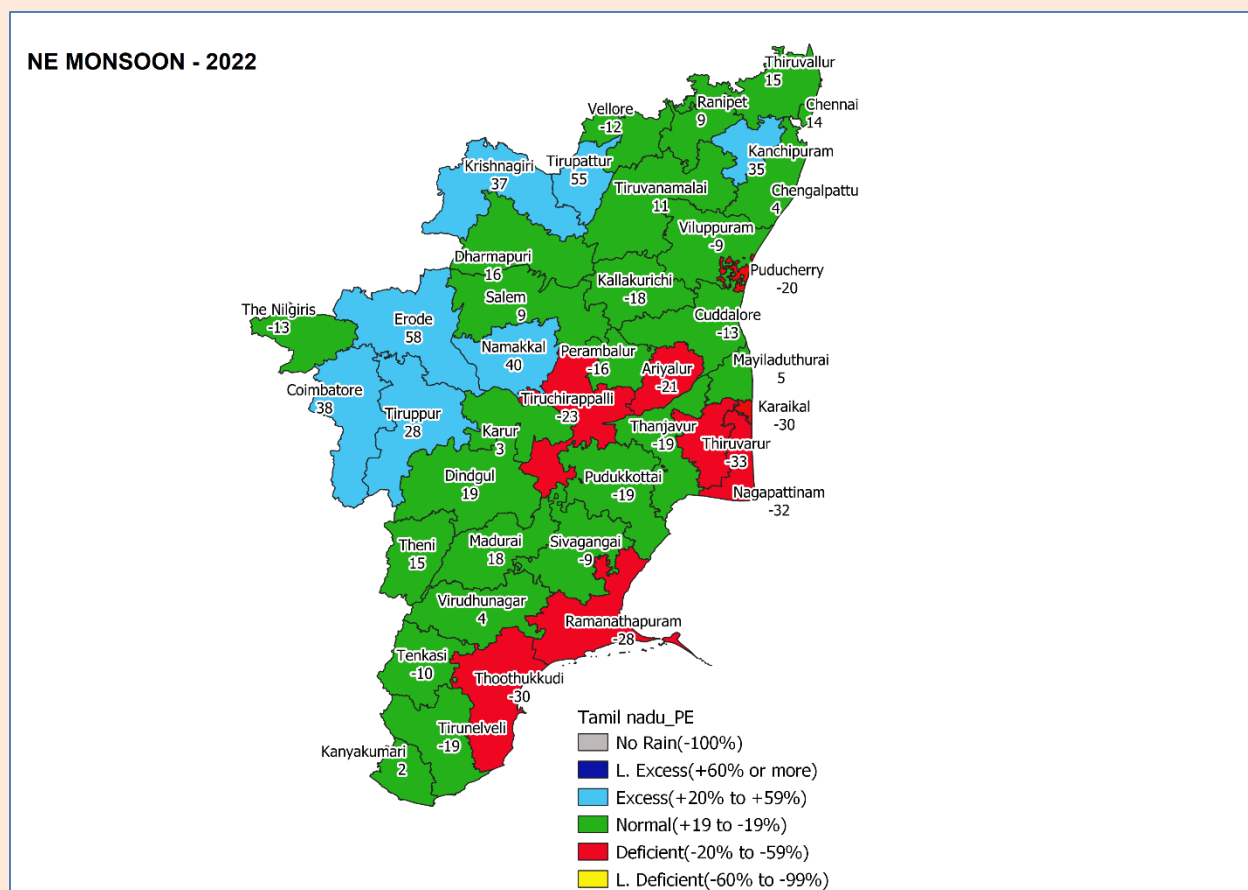 NE MONSOON - 2022
Thiruvallur
15
Ranipet
9
Chennai
14
Vellore
-12
Kanchipuram
35
Tirupattur
55
Krishnagiri
37
Tiruvanamalai
11
Chengalpattu
4
Viluppuram
-9
Dharmapuri
16
Puducherry
-20
Kallakurichi
-18
Salem
9
The Nilgiris
-13
Erode
58
Cuddalore
-13
Namakkal
40
Perambalur
-16
Mayiladuthurai
5
Ariyalur
-21
Coimbatore
38
Tiruppur
28
Tiruchirappalli
-23
Karaikal
-30
Karur
3
Thanjavur
-19
Thiruvarur
-33
Dindgul
19
Pudukkottai
-19
Nagapattinam
-32
Theni
15
Madurai
18
Sivagangai
-9
Virudhunagar
4
Ramanathapuram
-28
Tenkasi
-10
Thoothukkudi
-30
Tirunelveli
-19
Kanyakumari
2
Tamil nadu_PE
No Rain(-100%)
L. Excess(+60% or more)
Excess(+20% to +59%)
Normal(+19 to -19%)
Deficient(-20% to -59%)
L. Deficient(-60% to -99%)